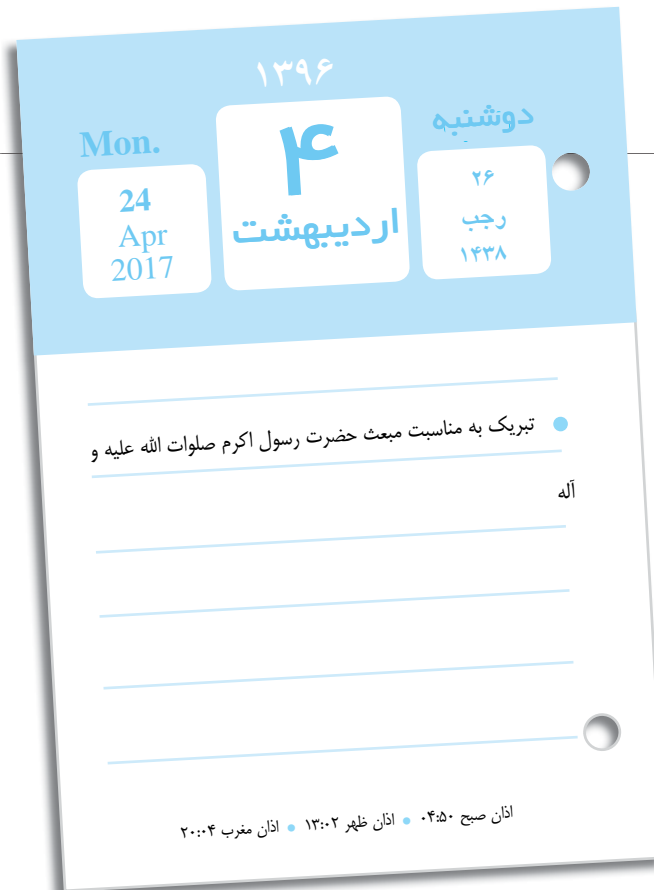 ۱۳۹۶
دوشنبه
۲۶
رجب
۱۴۳۸
۴
اردیبهشت
Mon.
24
Apr
2017
تبریک به مناسبت مبعث حضرت رسول اکرم صلوات الله علیه و
آله
اذان صبح ۰۴:۵۰ • اذان ظهر ۱۳:۰۲ • اذان مغرب ۲۰:۰۴